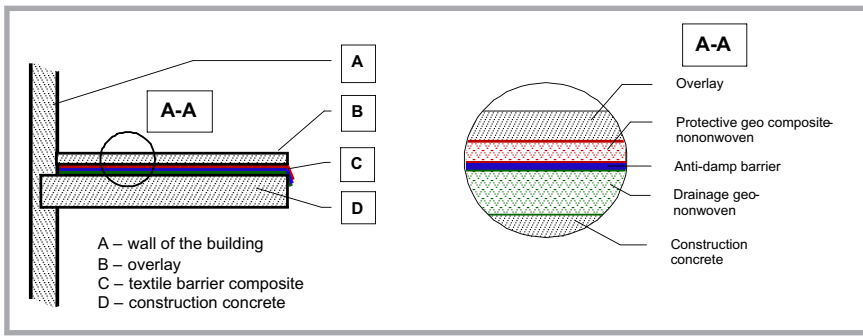 A
A-A
B
C
D
A – wall of the building
B – overlay
C – textile barrier composite
D – construction concrete
A-A
Overlay
Protective geo composite-
nononwoven
Anti-damp barrier
Drainage geo-
nonwoven
Construction
concrete